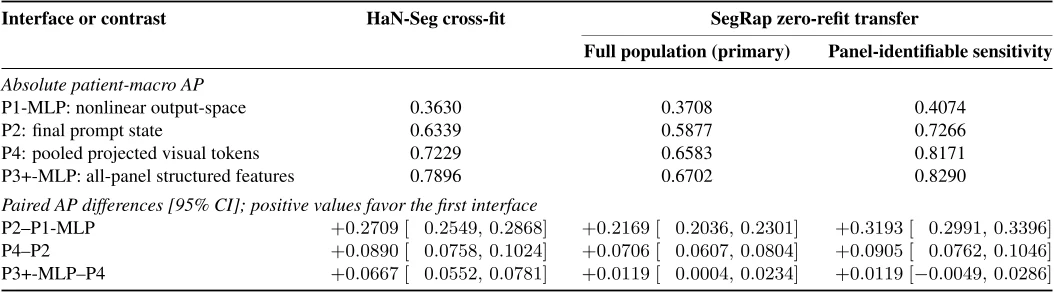 Interface or contrast HaN-Seg cross-fit SegRap zero-refit transfer
Full population (primary) Panel-identifiable sensitivity
Absolute patient-macro AP
P1-MLP: nonlinear output-space 0.3630 0.3708 0.4074
P2: final prompt state 0.6339 0.5877 0.7266
P4: pooled projected visual tokens 0.7229 0.6583 0.8171
P3+-MLP: all-panel structured features 0.7896 0.6702 0.8290
Paired AP differences [95% CI]; positive values favor the first interface
P2–P1-MLP +0.2709 [ 0.2549, 0.2868] +0.2169 [ 0.2036, 0.2301] +0.3193 [ 0.2991, 0.3396]
P4–P2 +0.0890 [ 0.0758, 0.1024] +0.0706 [ 0.0607, 0.0804] +0.0905 [ 0.0762, 0.1046]
P3+-MLP–P4 +0.0667 [ 0.0552, 0.0781] +0.0119 [ 0.0004, 0.0234] +0.0119 [−0.0049, 0.0286]